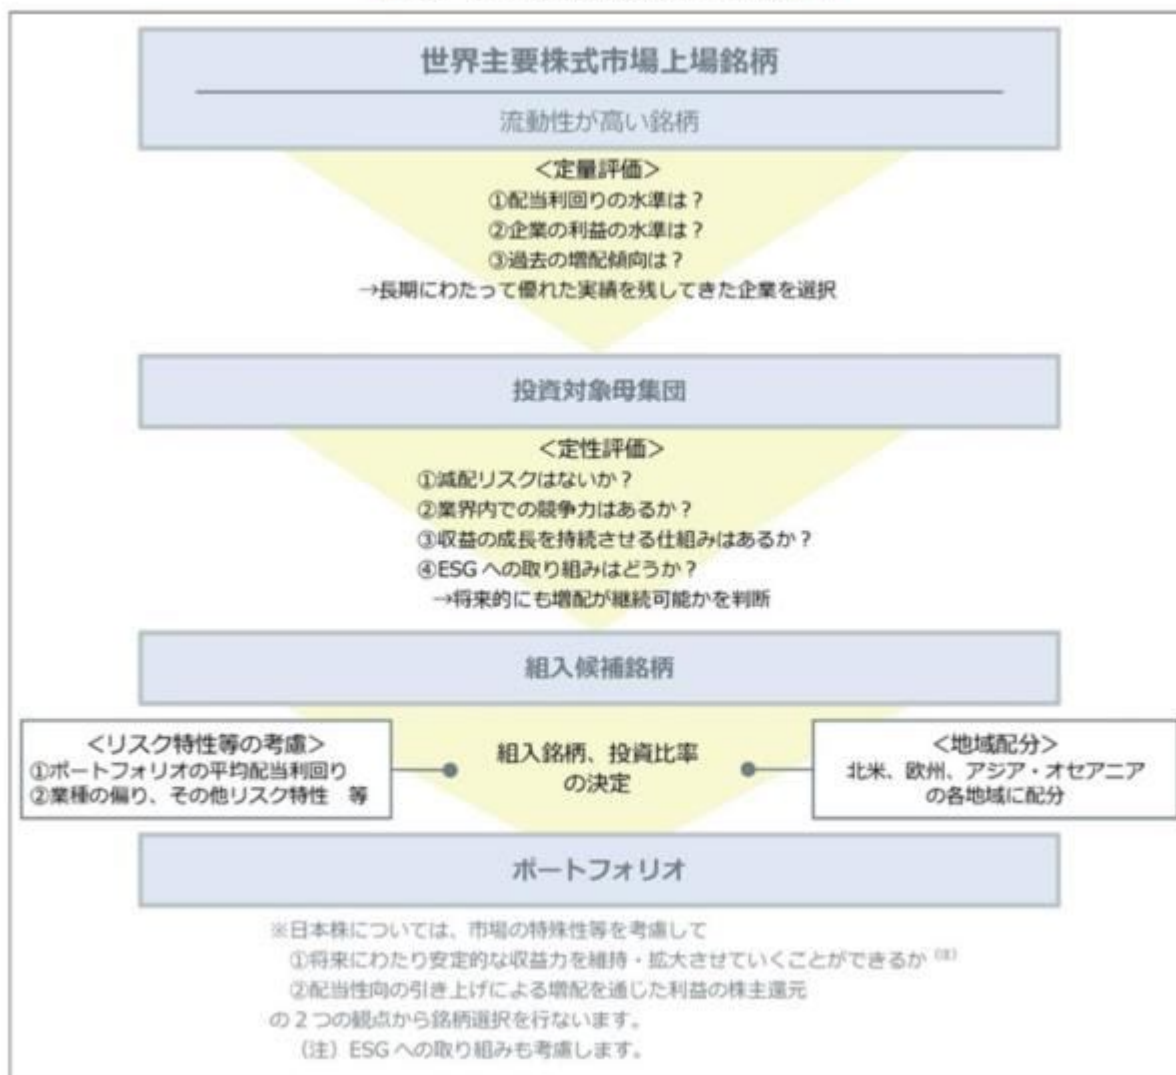 世界主要株式市場上場銘柄
流動性が高い銘柄
＜定量評価＞
①配当利回りの水準は？
②企業の利益の水準は？
③過去の増配傾向は？
→長期にわたって優れた実績を残してきた企業を選択
投資対象母集団
＜定性評価＞
①減配リスクはないか？
②業界内での競争力はあるか？
③収益の成長を持続させる仕組みはあるか？
④ESG への取り組みはどうか？
→将来的にも増配が継続可能かを判断
組入候補銘柄
＜リスク特性等の考慮＞
①ポートフォリオの平均配当利回り
②業種の偏り、その他リスク特性　等
組入銘柄、投資比率
の決定
＜地域配分＞
北米、欧州、アジア・オセアニア
の各地域に配分
ポートフォリオ
※日本株については、市場の特殊性等を考慮して
①将来にわたり安定的な収益力を維持・拡大させていくことができるか（注）
②配当性向の引き上げによる増配を通じた利益の株主還元
の２つの観点から銘柄選択を行ないます。
（注）ESG への取り組みも考慮します。